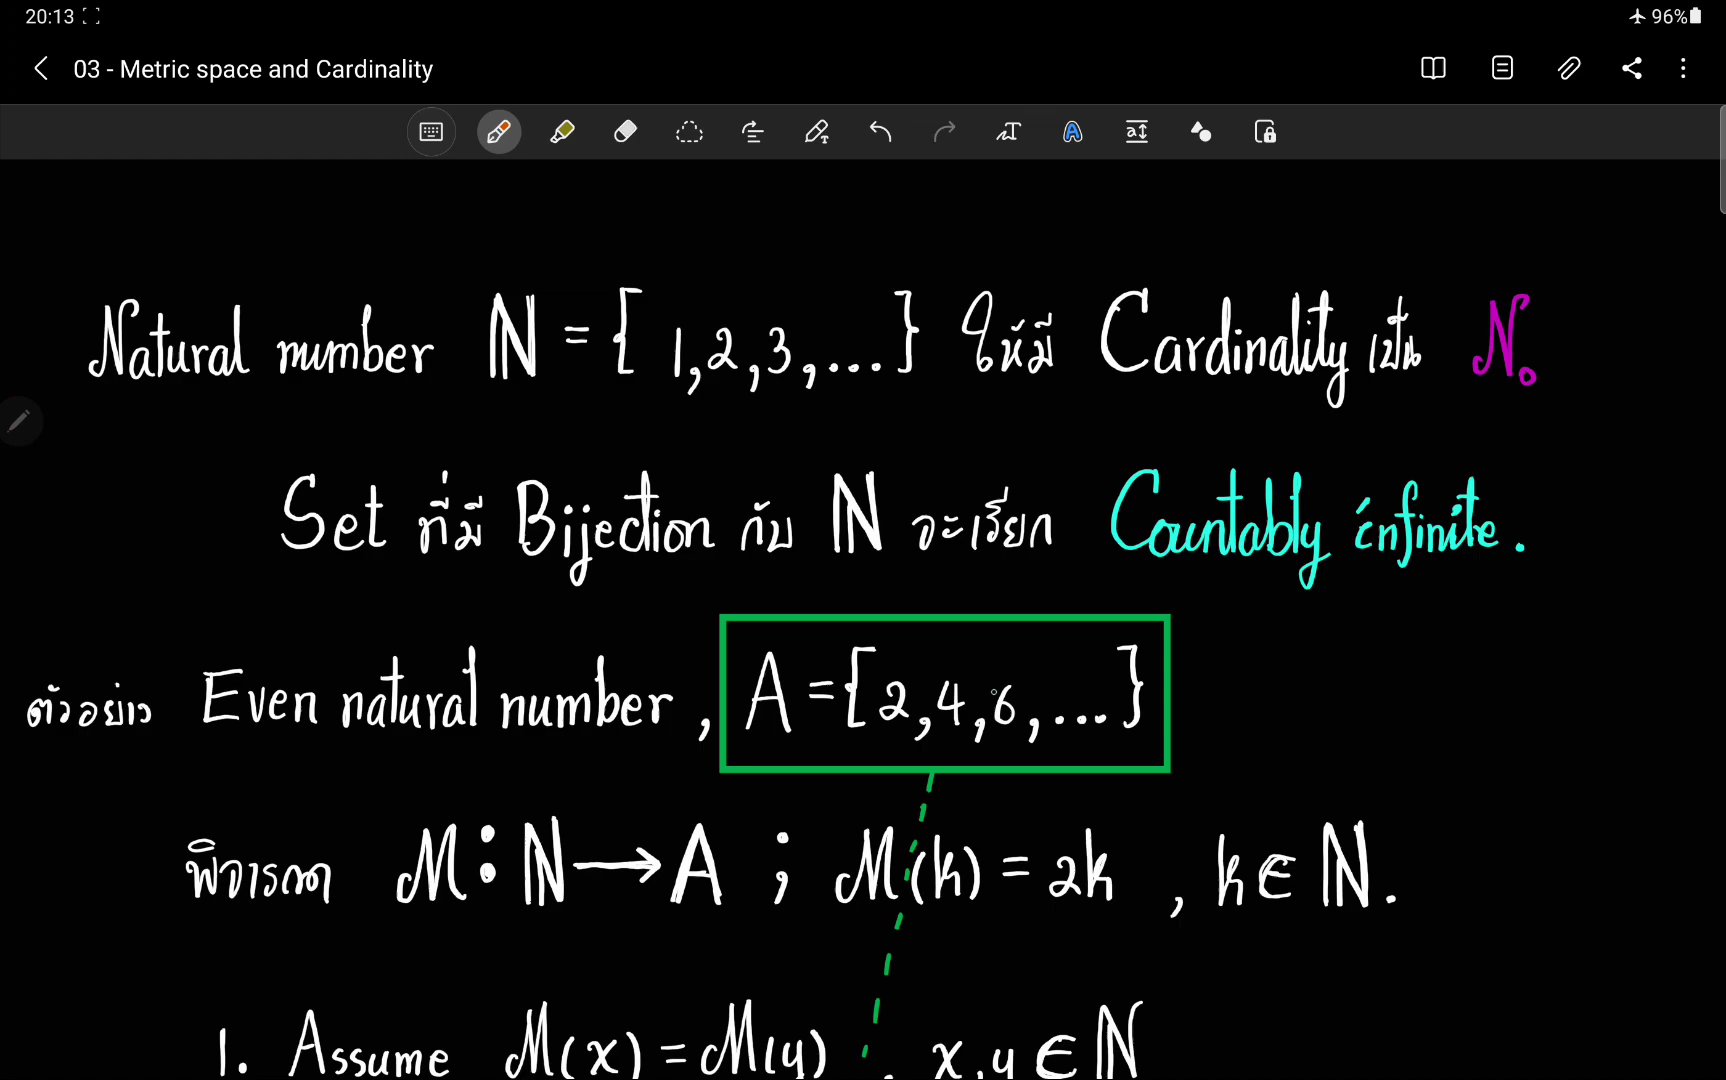 20:13
96%
03 - Metric space and Cardinality
Natural number ℕ = { 1,2,3,... } ให้มี Cardinality เป็น 𝒩₀
Set ที่มี Bijection กับ ℕ จะเรียก Countably infinite.
ตัวอย่าง Even natural number, A = {2,4,6,...}
พิจารณา ℳ : ℕ → A ; ℳ(k) = 2k , k ∈ ℕ.
1. Assume ℳ(x) = ℳ(y) , x,y ∈ ℕ